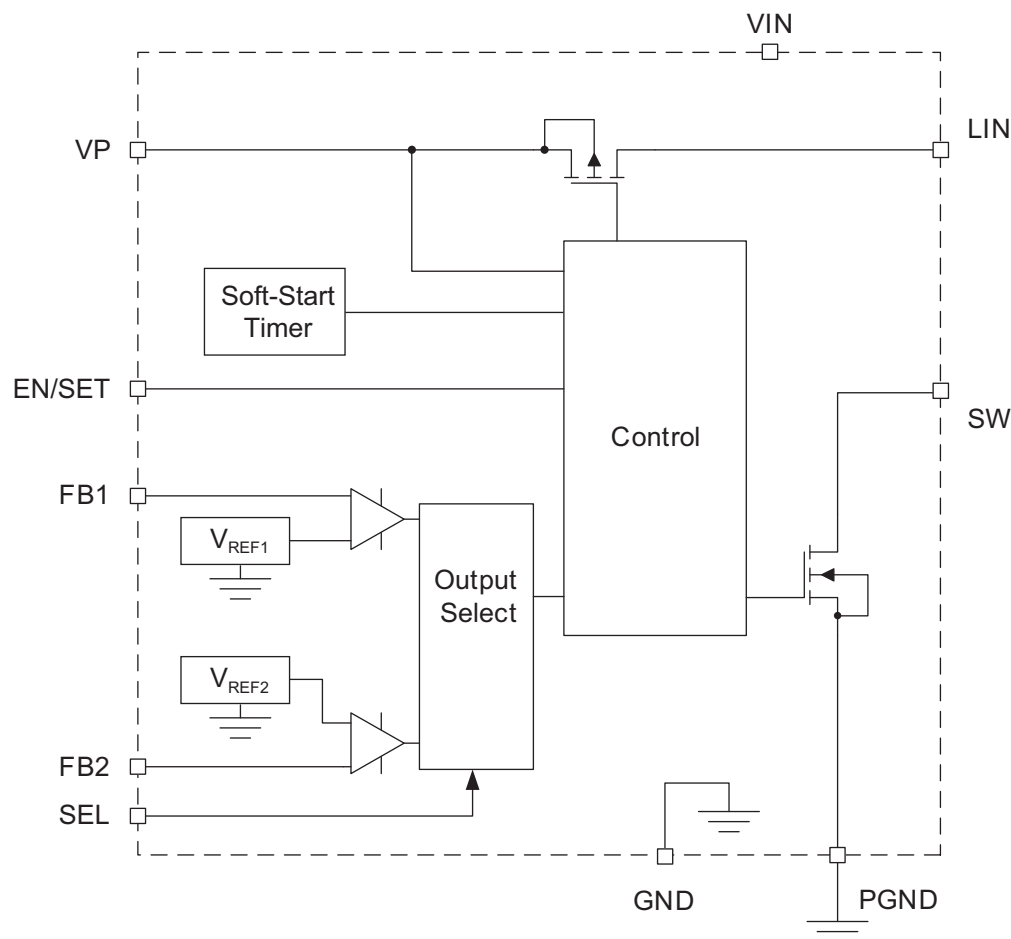 VIN
VP
LIN
Soft-Start
Timer
EN/SET
Control
SW
FB1
VREF1
Output
Select
VREF2
FB2
SEL
GND
PGND